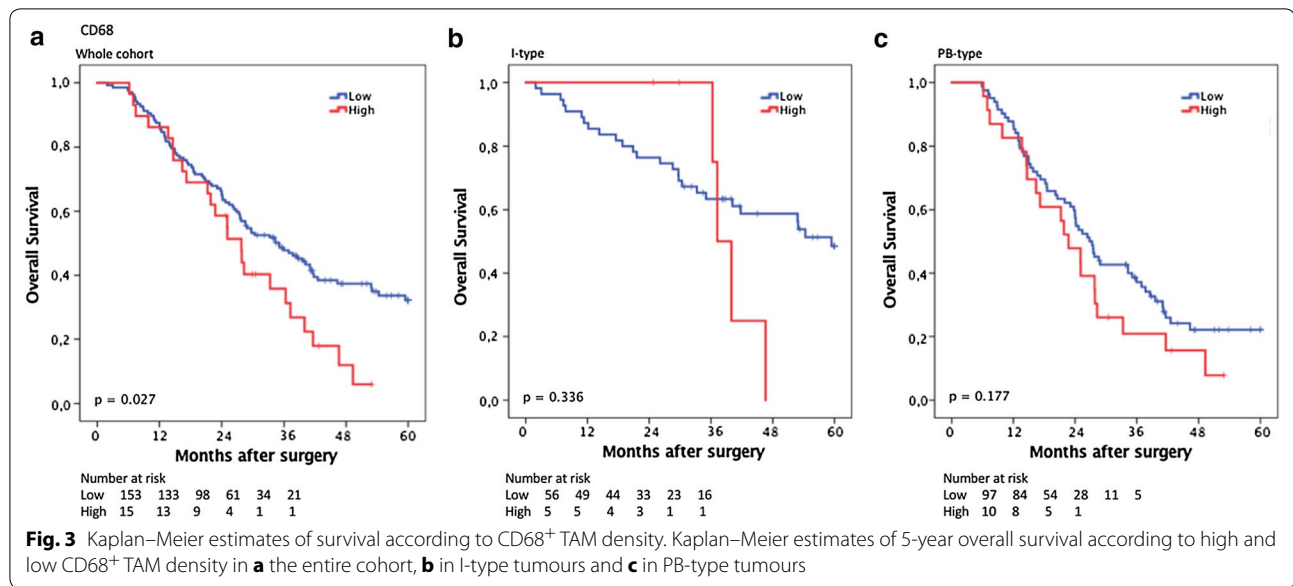 a CD68
Whole cohort
Overall Survival
1,0
0,8
0,6
0,4
0,2
0,0
Low
High
p = 0.027
0 12 24 36 48 60
Months after surgery
Number at risk
Low 153 133 98 61 34 21
High 15 13 9 4 1 1
b
I-type
Overall Survival
1,0
0,8
0,6
0,4
0,2
0,0
Low
High
p = 0.336
0 12 24 36 48 60
Months after surgery
Number at risk
Low 56 49 44 33 23 16
High 5 5 4 3 1 1
c
PB-type
Overall Survival
1,0
0,8
0,6
0,4
0,2
0,0
Low
High
p = 0.177
0 12 24 36 48 60
Months after surgery
Number at risk
Low 97 84 54 28 11 5
High 10 8 5 1
Fig. 3 Kaplan–Meier estimates of survival according to CD68+ TAM density. Kaplan–Meier estimates of 5-year overall survival according to high and
low CD68+ TAM density in a the entire cohort, b in I-type tumours and c in PB-type tumours